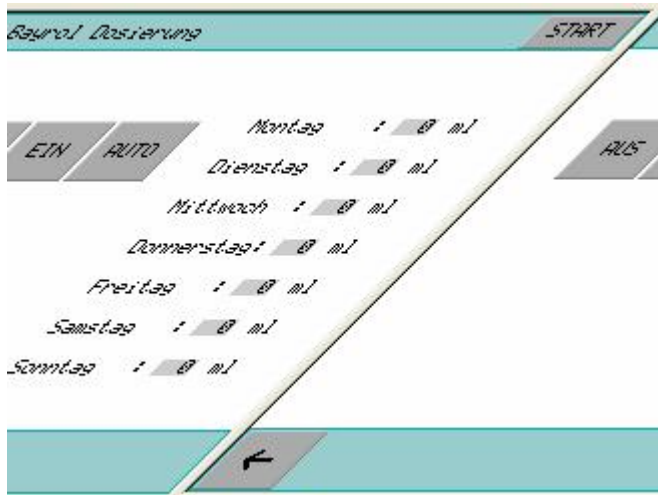 Bayrol Dosierung START
Montag : 0 ml
EIN AUTO AUS
Dienstag : 0 ml
Mittwoch : 0 ml
Donnerstag: 0 ml
Freitag : 0 ml
Samstag : 0 ml
Sonntag : 0 ml